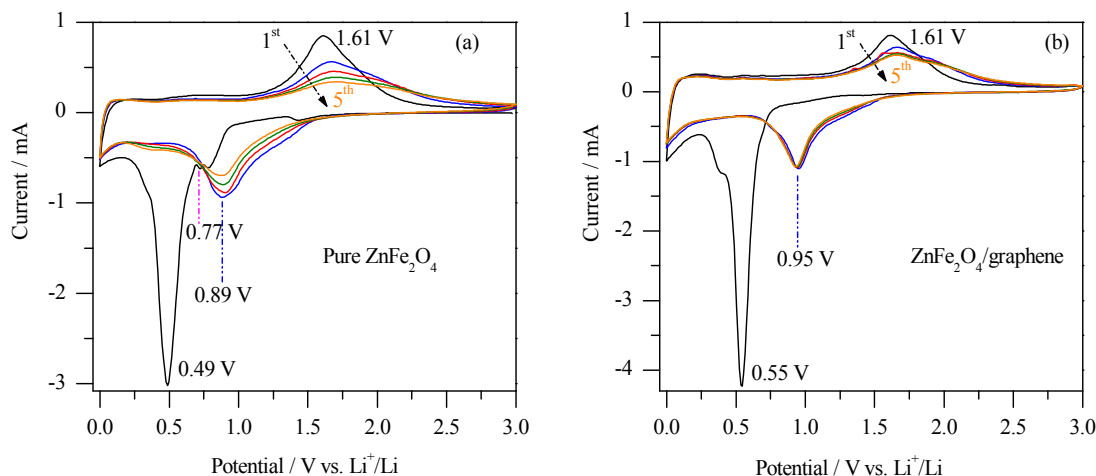 (a)
1
1st
1.61 V
5th
0
-1
0.77 V
Pure ZnFe2O4
0.89 V
-2
0.49 V
-3
Current / mA
0.0 0.5 1.0 1.5 2.0 2.5 3.0
Potential / V vs. Li+/Li
(b)
1
1st
1.61 V
5th
0
-1
-2
0.95 V
ZnFe2O4/graphene
-3
0.55 V
-4
Current / mA
0.0 0.5 1.0 1.5 2.0 2.5 3.0
Potential / V vs. Li+/Li